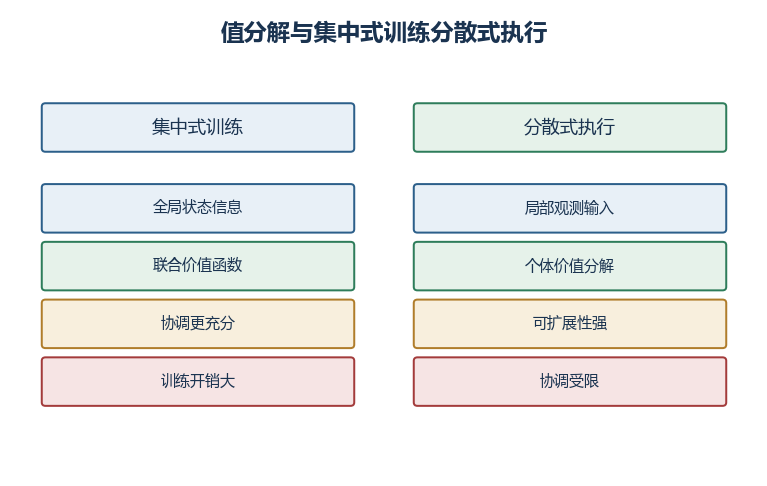 值分解与集中式训练分散式执行
集中式训练
分散式执行
全局状态信息
局部观测输入
联合价值函数
个体价值分解
协调更充分
可扩展性强
训练开销大
协调受限